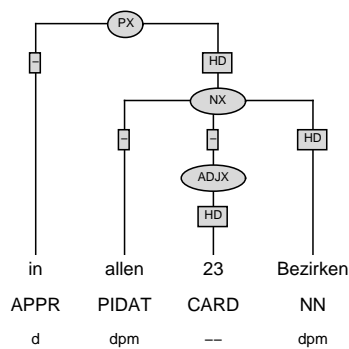 PX
– HD
NX
– – HD
ADJX
HD
in allen 23 Bezirken
APPR PIDAT CARD NN
d dpm –– dpm